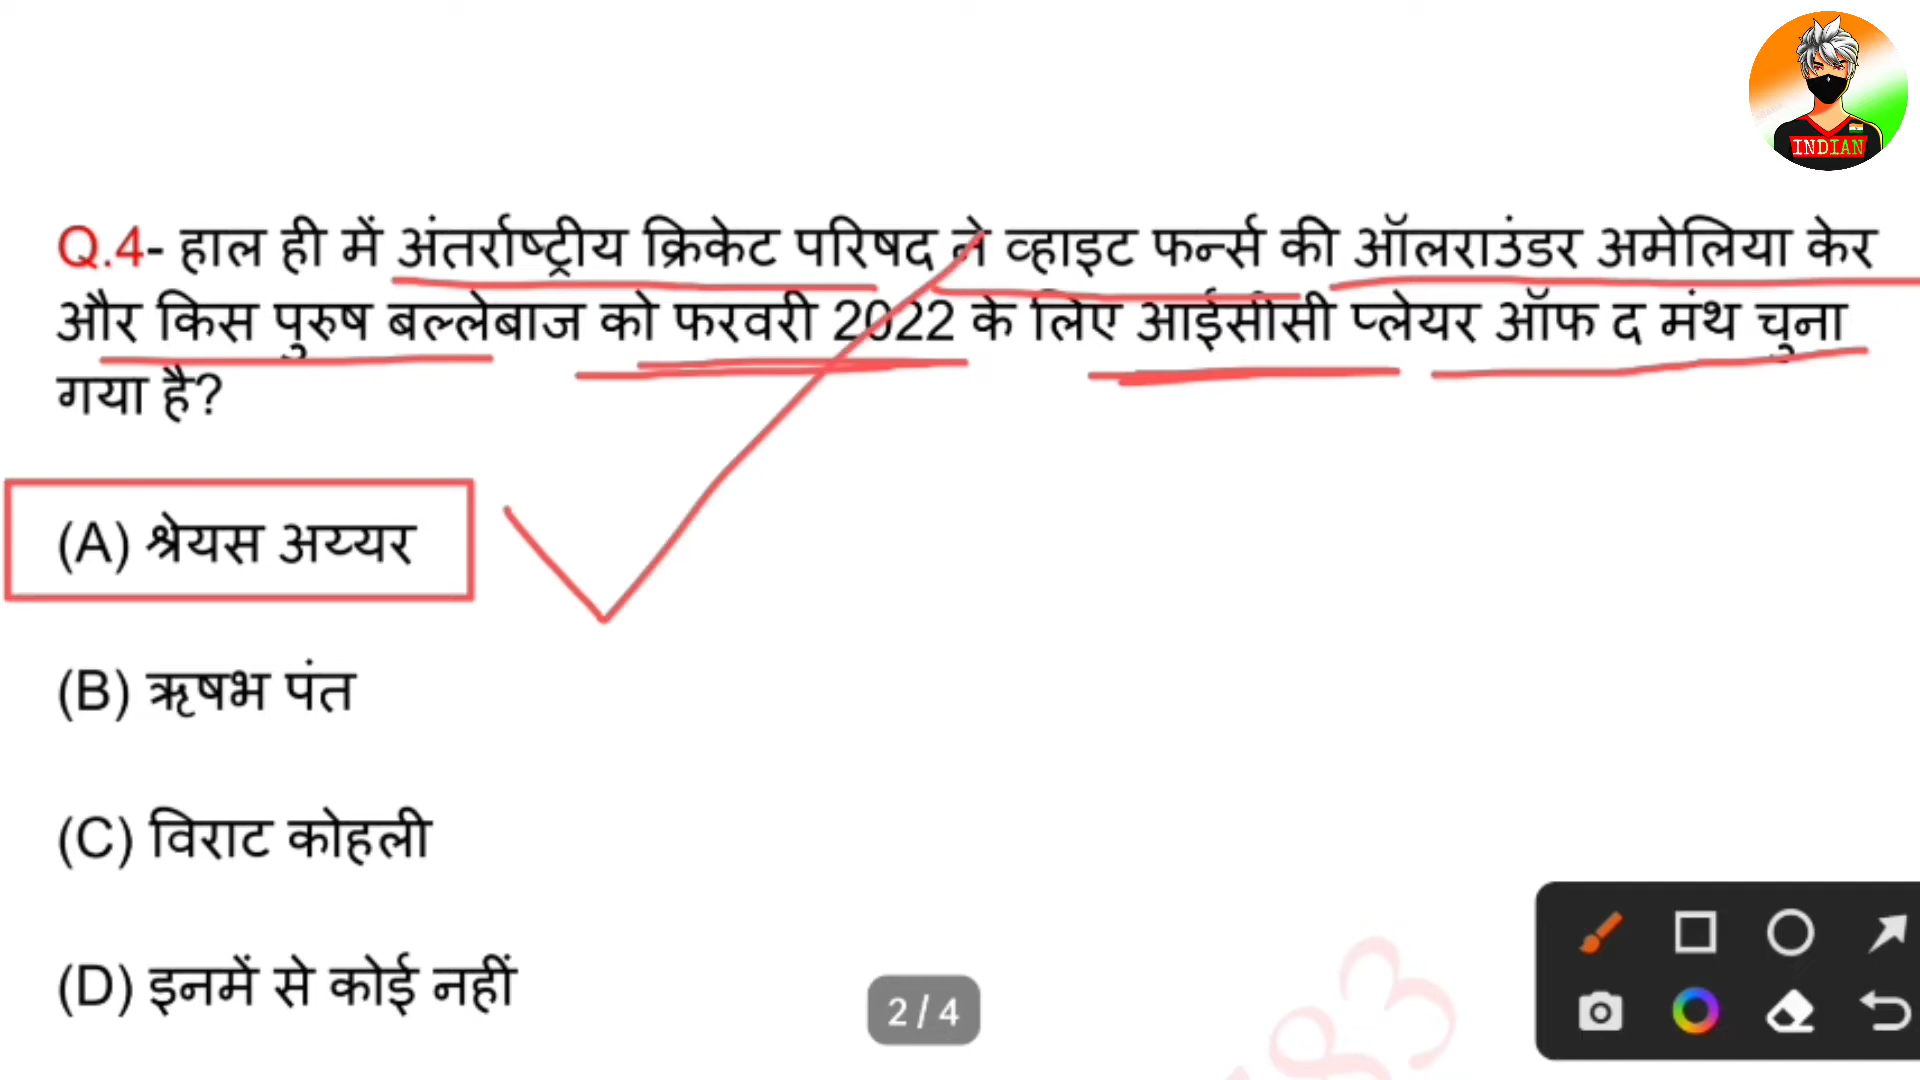 INDIAN
Q.4- हाल ही में अंतर्राष्ट्रीय क्रिकेट परिषद ने व्हाइट फर्न्स की ऑलराउंडर अमेलिया केर
और किस पुरुष बल्लेबाज को फरवरी 2022 के लिए आईसीसी प्लेयर ऑफ द मंथ चुना
गया है?
(A) श्रेयस अय्यर
(B) ऋषभ पंत
(C) विराट कोहली
(D) इनमें से कोई नहीं
2 / 4
83